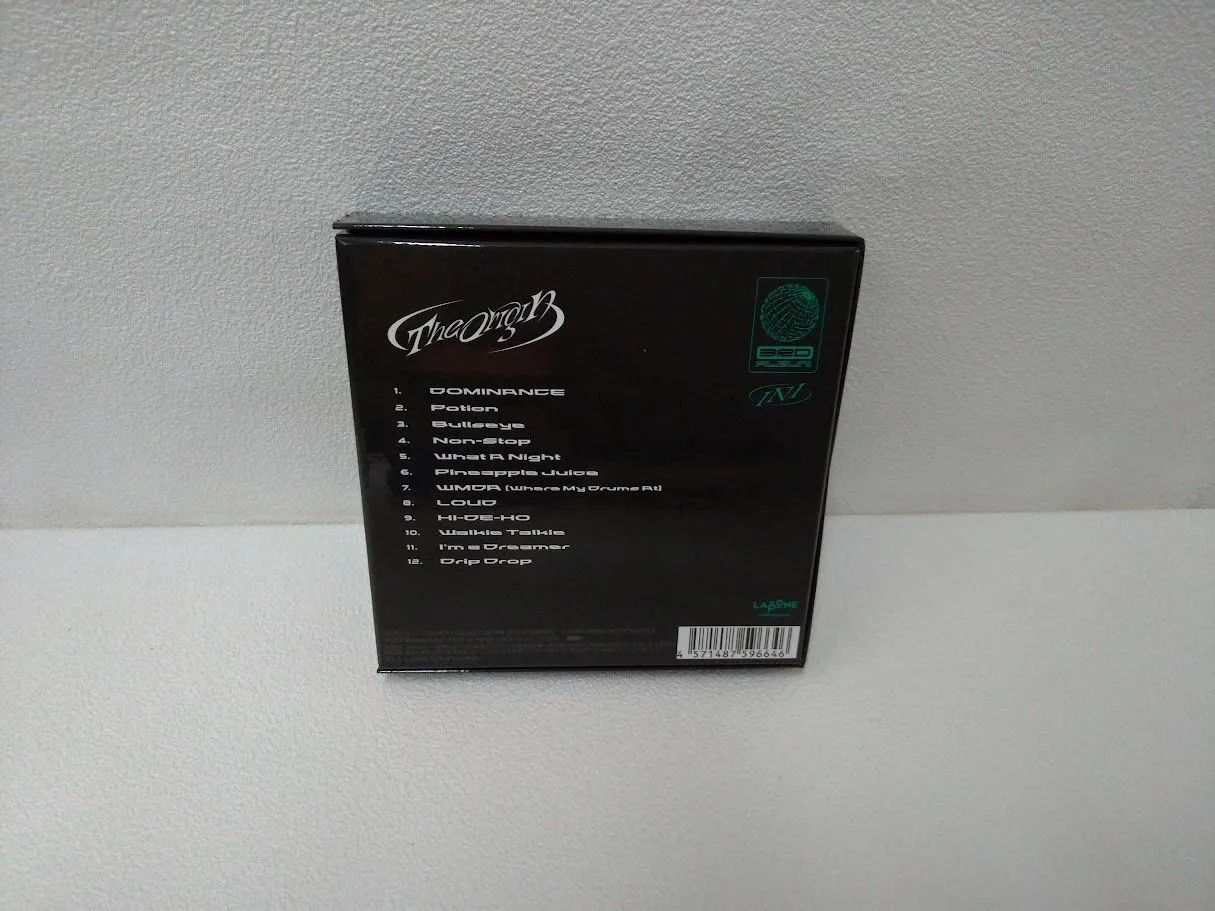 The Origin
1. DOMINANCE
2. Potion
3. Bullseye
4. Non-Stop
5. What A Night
6. Pineapple Juice
7. WMDA (Where My Drums At)
8. LOUD
9. HI-DE-HO
10. Walkie Talkie
11. I'm a Dreamer
12. Drip Drop
ALBUM
INI
LAPONE
4 571487 596646